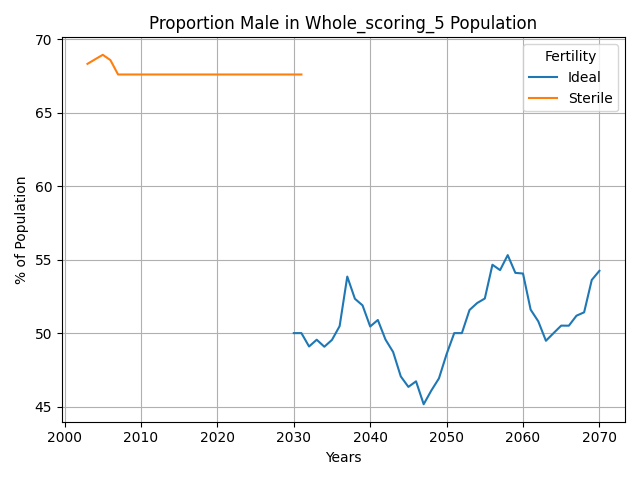 Proportion Male in Whole_scoring_5 Population
70
65
60
55
50
45
% of Population
Fertility
Ideal
Sterile
2000 2010 2020 2030 2040 2050 2060 2070
Years